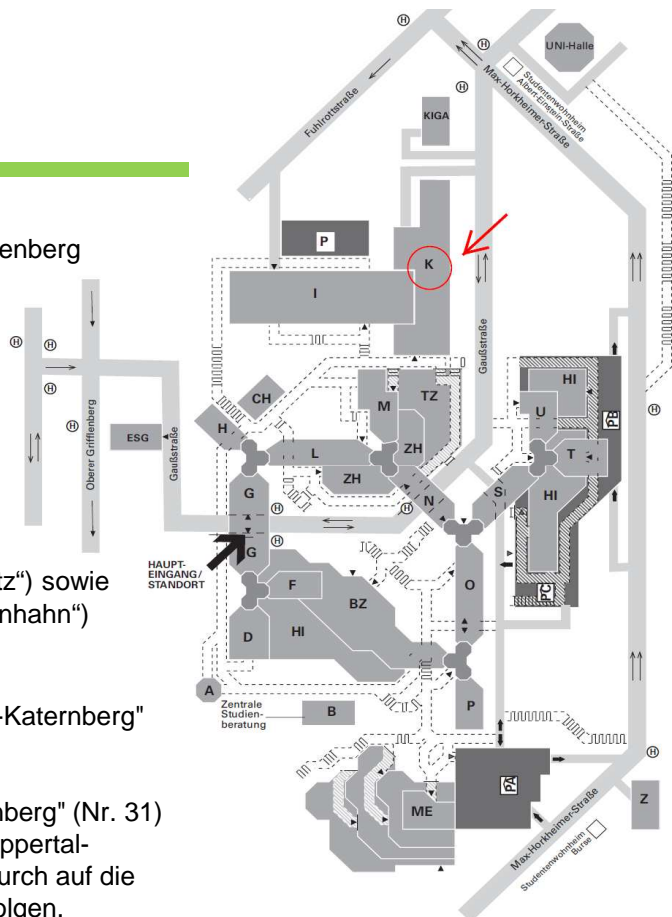 UNI-Halle
Studentenwohnheim
Albert-Einstein-Straße
Max-Horkheimer-Straße
Fuhlrottstraße
KIGA
P
K
I
Gaußstraße
H
H
H
H
H
H
H
H
H
H
H
H
enberg
Oberer Grifflenberg
ESG
Gaußstraße
CH
H
M
TZ
ZH
L
ZH
N
G
G
HAUPT-
EINGANG/
STANDORT
HI
U
T
HI
S
PB
PC
O
F
BZ
HI
D
A
Zentrale
Studien-
beratung
B
P
ME
PA
Z
Max-Horkheimer-Straße
Studentenwohnheim
Burse
tz“) sowie
nhahn“)
-Katernberg"
nberg" (Nr. 31)
ppertal-
urch auf die
olgen.